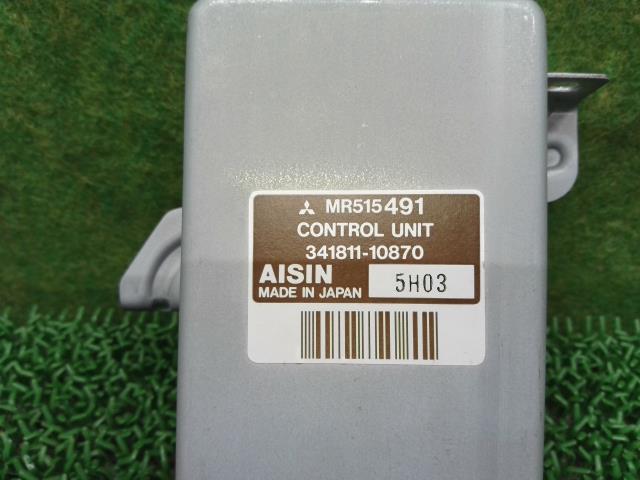 MR515491
CONTROL UNIT
341811-10870
AISIN
MADE IN JAPAN
5H03